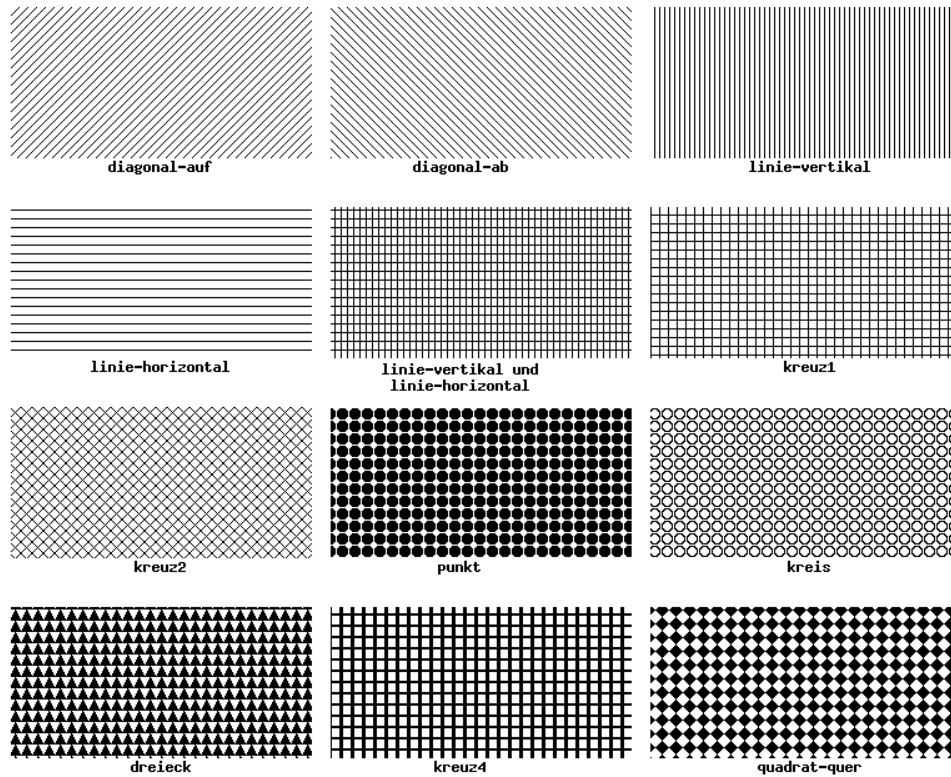 diagonal-auf
diagonal-ab
linie-vertikal
linie-horizontal
linie-vertikal und
linie-horizontal
kreuz1
kreuz2
punkt
kreis
dreieck
kreuz4
quadrat-quer